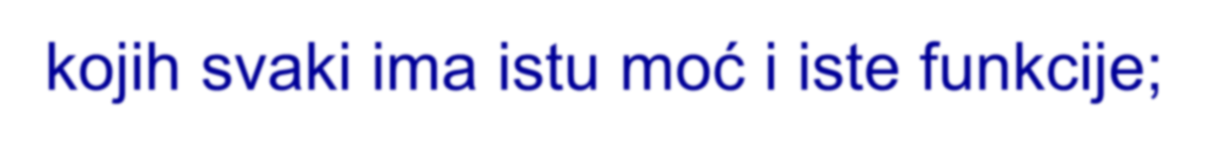 kojih svaki ima istu moć i iste funkcije;